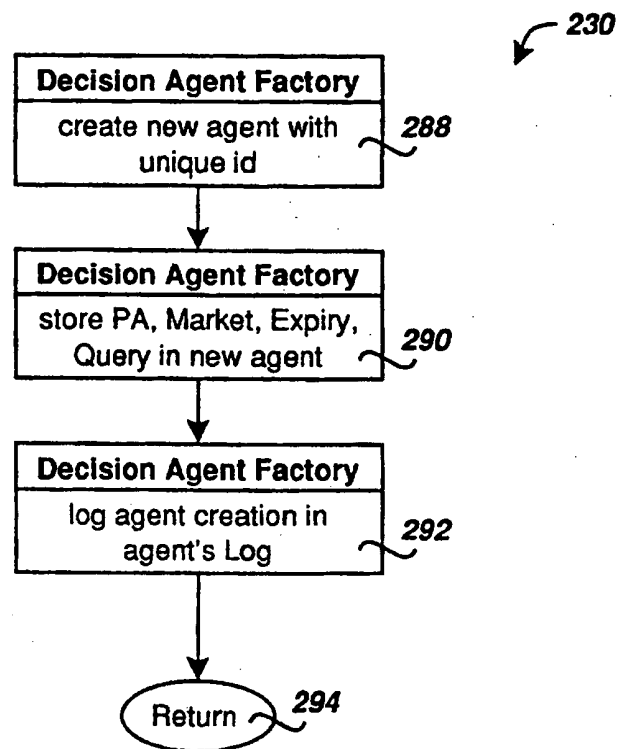 230
Decision Agent Factory
create new agent with
unique id
288
Decision Agent Factory
store PA, Market, Expiry,
Query in new agent
290
Decision Agent Factory
log agent creation in
agent's Log
292
Return
294